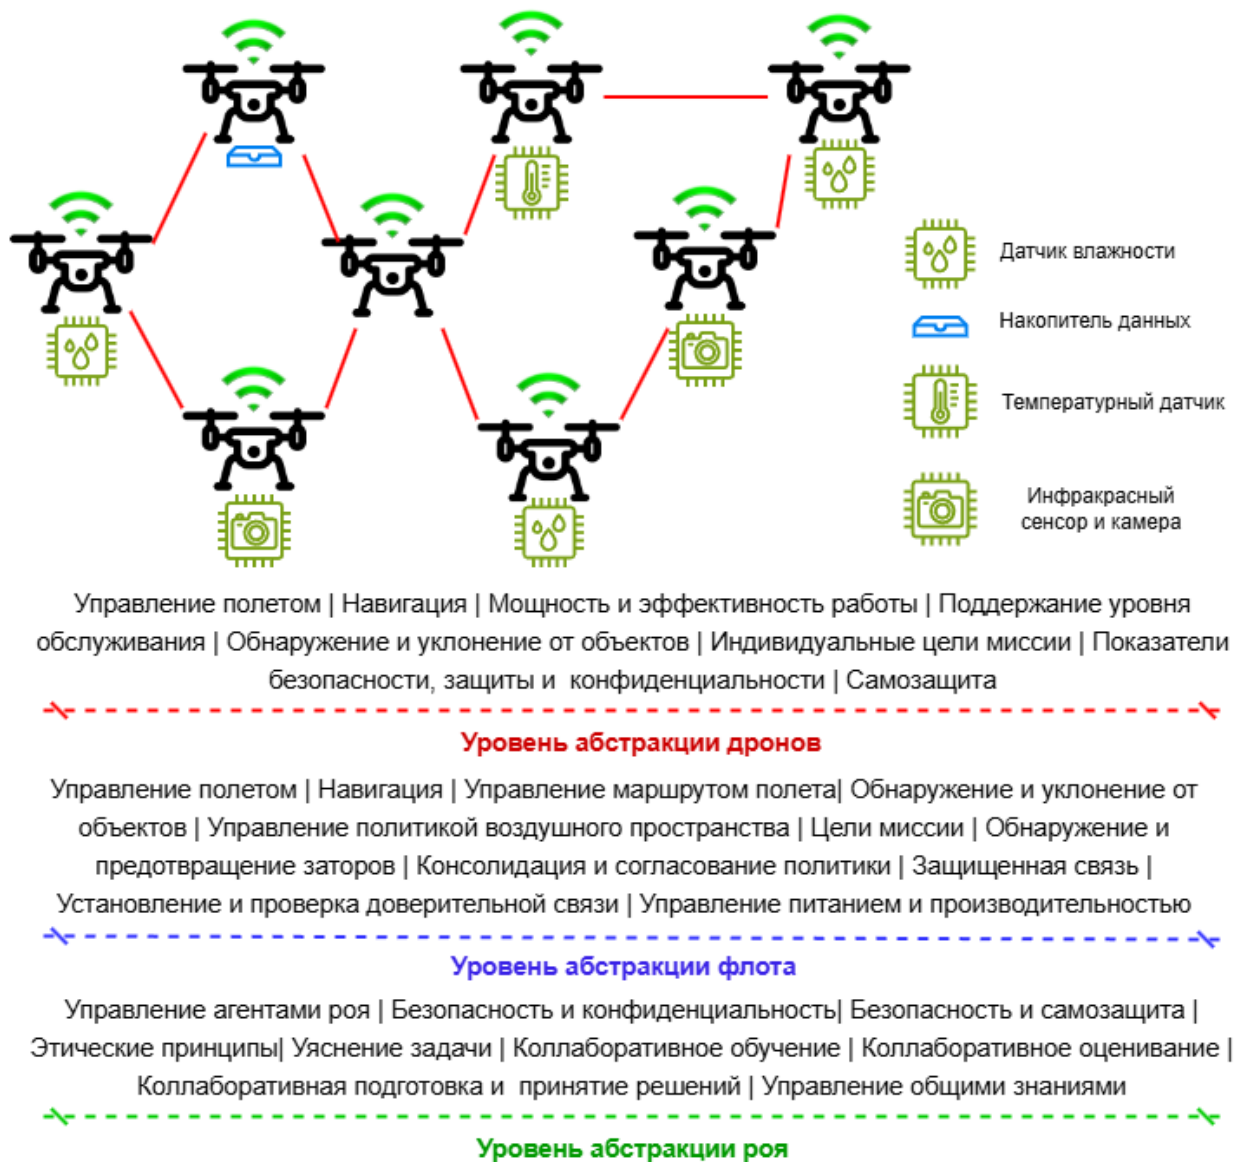 Датчик влажности
Накопитель данных
Температурный датчик
Инфракрасный
сенсор и камера
Управление полетом | Навигация | Мощность и эффективность работы | Поддержание уровня
обслуживания | Обнаружение и уклонение от объектов | Индивидуальные цели миссии | Показатели
безопасности, защиты и конфиденциальности | Самозащита
Уровень абстракции дронов
Управление полетом | Навигация | Управление маршрутом полета| Обнаружение и уклонение от
объектов | Управление политикой воздушного пространства | Цели миссии | Обнаружение и
предотвращение заторов | Консолидация и согласование политики | Защищенная связь |
Установление и проверка доверительной связи | Управление питанием и производительностью
Уровень абстракции флота
Управление агентами роя | Безопасность и конфиденциальность| Безопасность и самозащита |
Этические принципы| Уяснение задачи | Коллаборативное обучение | Коллаборативное оценивание |
Коллаборативная подготовка и принятие решений | Управление общими знаниями
Уровень абстракции роя